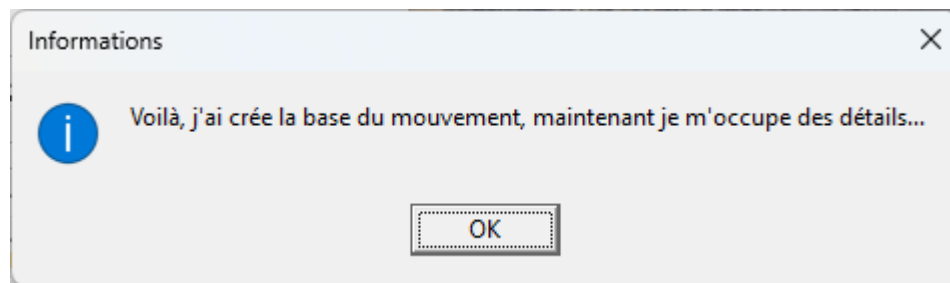 Informations
Voilà, j'ai crée la base du mouvement, maintenant je m'occupe des détails...
OK